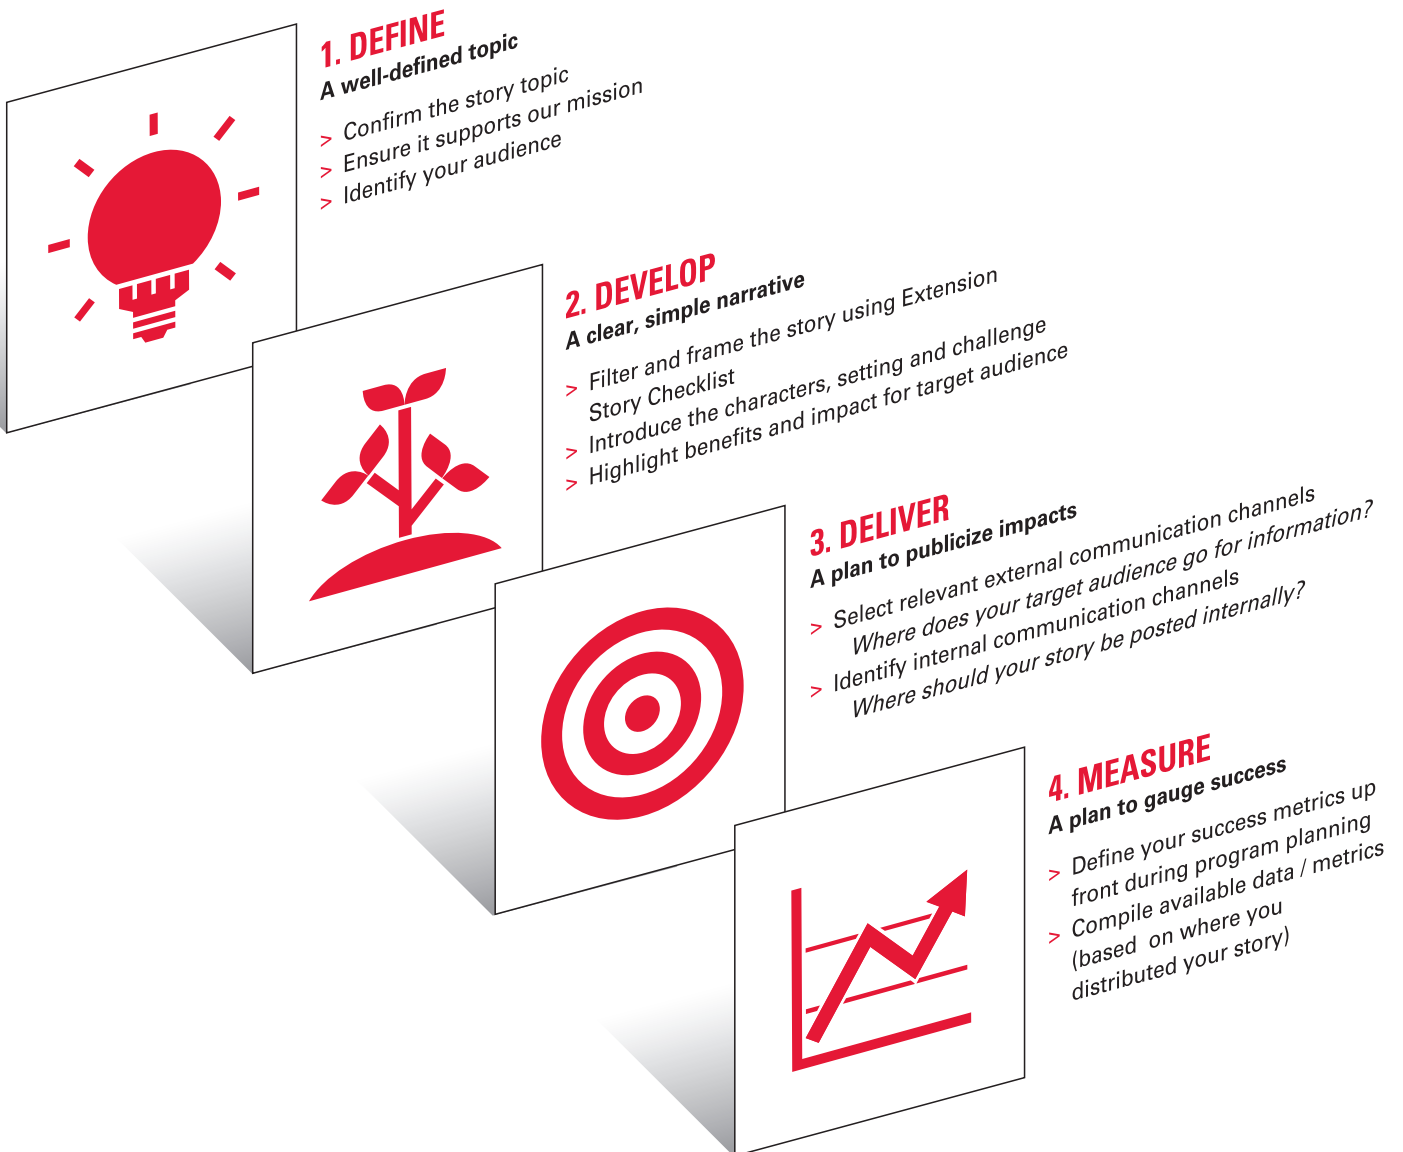 1. DEFINE
A well-defined topic
> Confirm the story topic
> Ensure it supports our mission
> Identify your audience
2. DEVELOP
A clear, simple narrative
> Filter and frame the story using Extension
Story Checklist
> Introduce the characters, setting and challenge
> Highlight benefits and impact for target audience
3. DELIVER
A plan to publicize impacts
> Select relevant external communication channels
Where does your target audience go for information?
> Identify internal communication channels
Where should your story be posted internally?
4. MEASURE
A plan to gauge success
> Define your success metrics up
front during program planning
> Compile available data / metrics
(based  on where you
distributed your story)